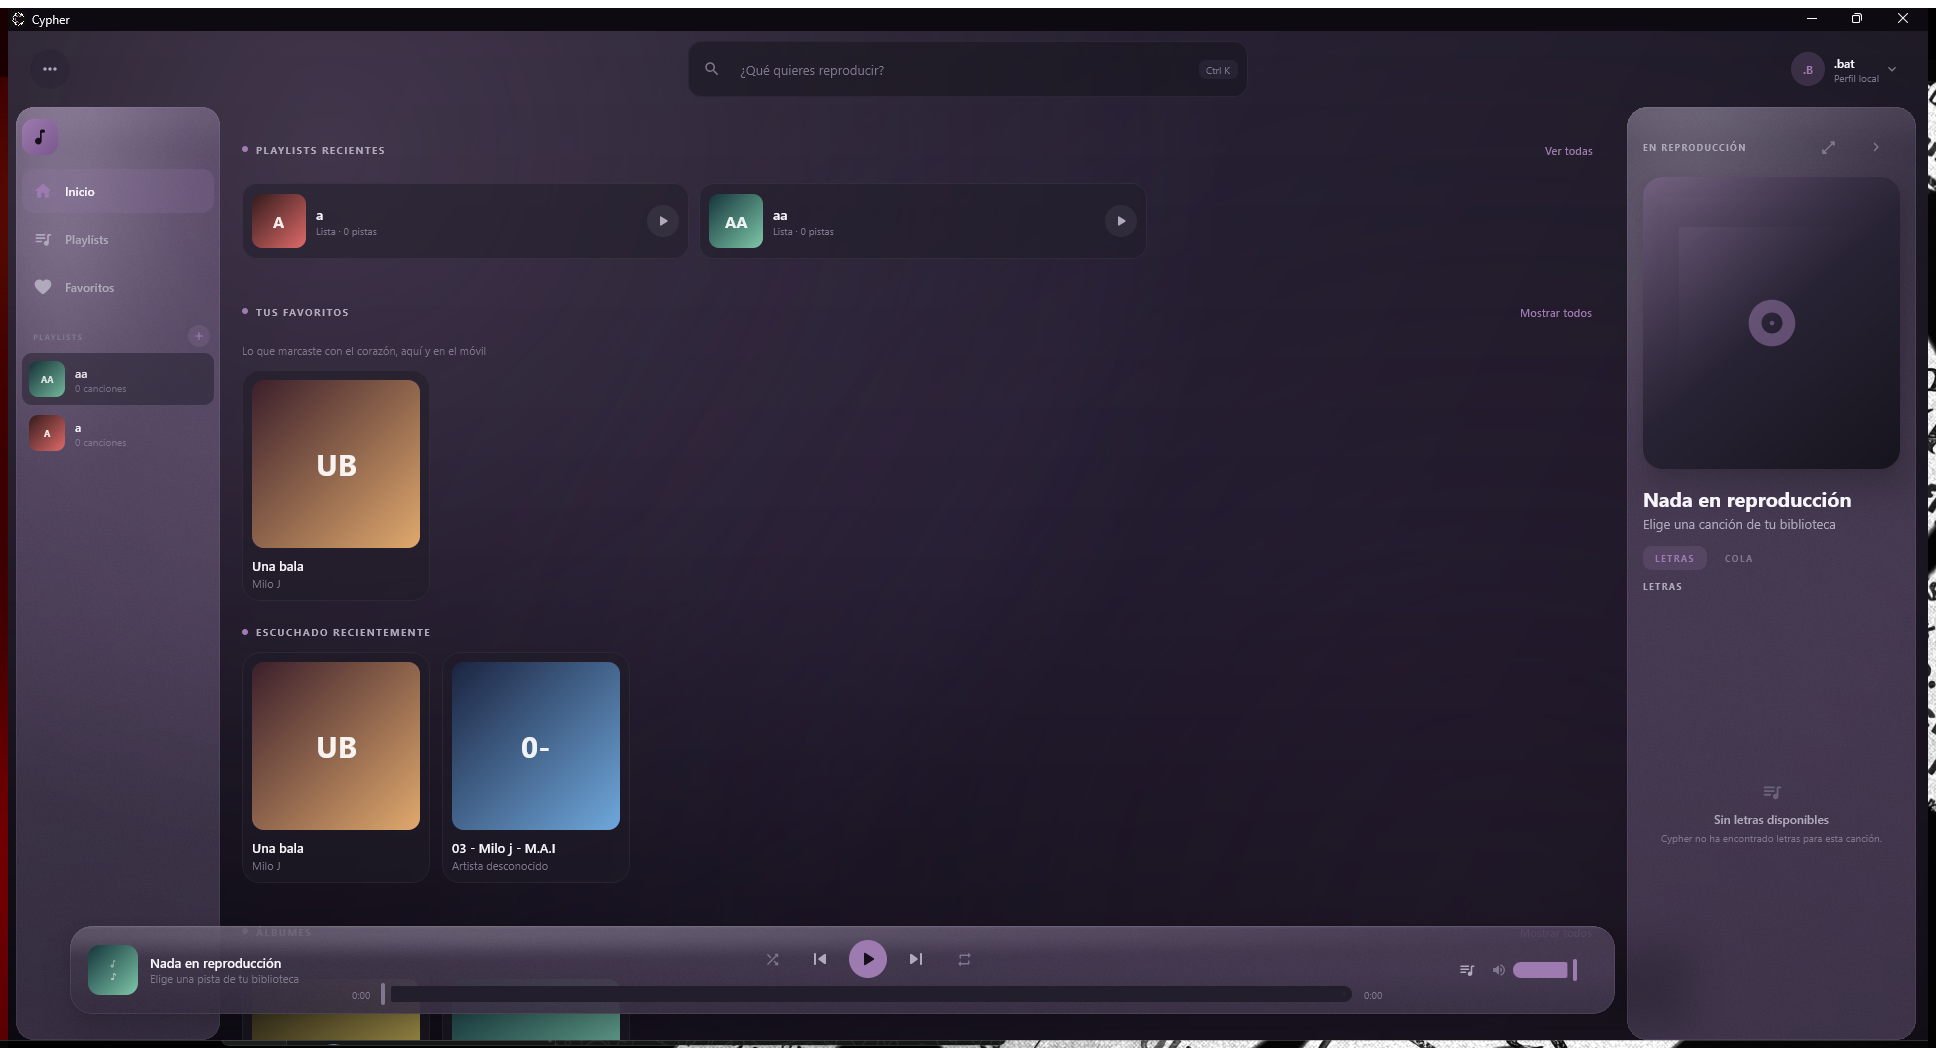 Cypher
¿Qué quieres reproducir?
Ctrl K
.B
.bat
Perfil local
Inicio
Playlists
Favoritos
PLAYLISTS
+
AA
aa
0 canciones
A
a
0 canciones
PLAYLISTS RECIENTES
Ver todas
A
a
Lista · 0 pistas
AA
aa
Lista · 0 pistas
TUS FAVORITOS
Mostrar todos
Lo que marcaste con el corazón, aquí y en el móvil
UB
Una bala
Milo J
ESCUCHADO RECIENTEMENTE
UB
Una bala
Milo J
0-
03 - Milo j - M.A.I
Artista desconocido
ÁLBUMES
Mostrar todos
EN REPRODUCCIÓN
Nada en reproducción
Elige una canción de tu biblioteca
LETRAS
COLA
LETRAS
Sin letras disponibles
Cypher no ha encontrado letras para esta canción.
Nada en reproducción
Elige una pista de tu biblioteca
0:00
0:00